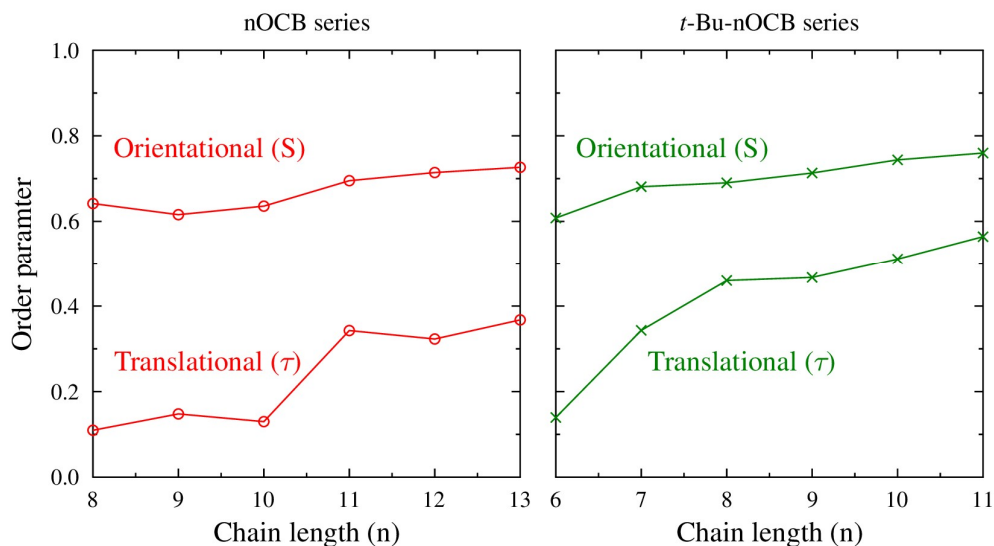 nOCB series
t-Bu-nOCB series
1.0
0.8
0.6
0.4
0.2
0.0
Order paramter
Orientational (S)
Translational (τ)
Orientational (S)
Translational (τ)
8 9 10 11 12 13
6 7 8 9 10 11
Chain length (n)
Chain length (n)